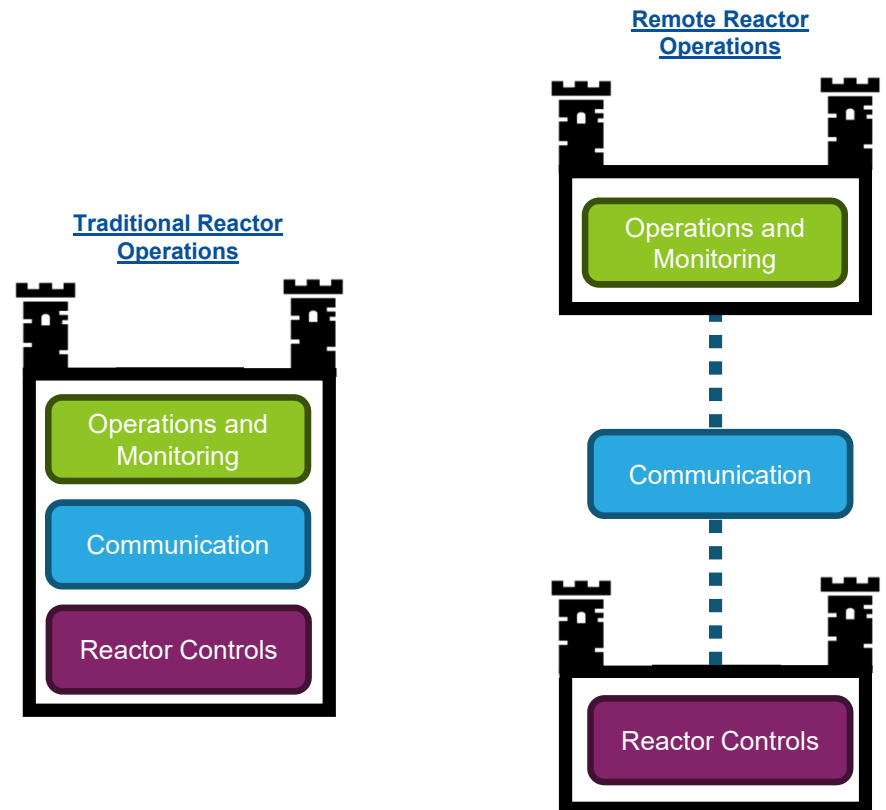 Traditional Reactor
Operations
Operations and
Monitoring
Communication
Reactor Controls
Remote Reactor
Operations
Operations and
Monitoring
Communication
Reactor Controls